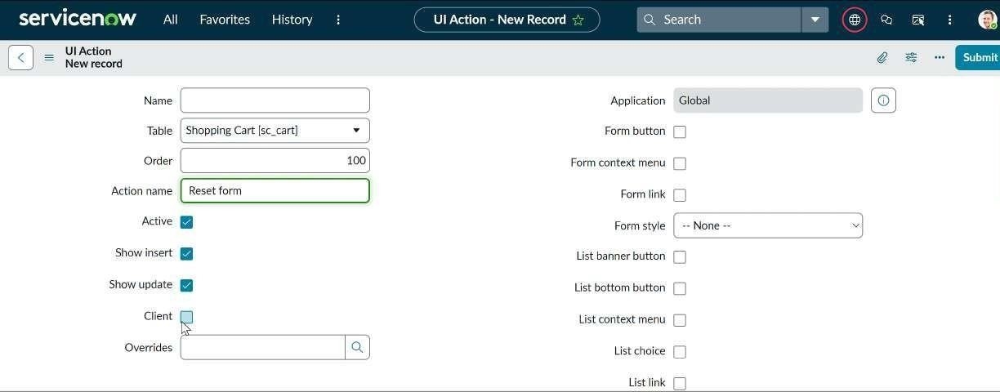 servicenow All Favorites History UI Action - New Record Search
UI Action
New record
Submit
Name
Table Shopping Cart [sc_cart]
Order 100
Action name Reset form
Active
Show insert
Show update
Client
Overrides
Application Global
Form button
Form context menu
Form link
Form style -- None --
List banner button
List bottom button
List context menu
List choice
List link